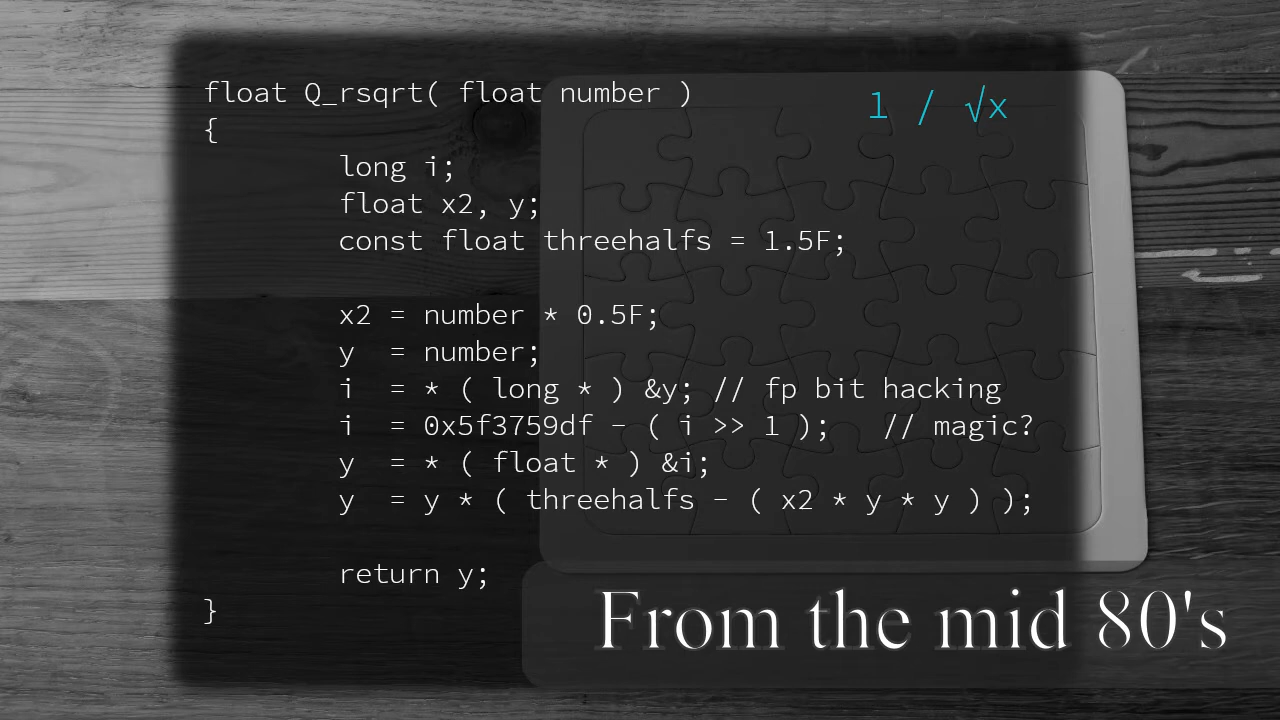 float Q_rsqrt( float number )
1 / √x
{
        long i;
        float x2, y;
        const float threehalfs = 1.5F;

        x2 = number * 0.5F;
        y  = number;
        i  = * ( long * ) &y; // fp bit hacking
        i  = 0x5f3759df - ( i >> 1 );   // magic?
        y  = * ( float * ) &i;
        y  = y * ( threehalfs - ( x2 * y * y ) );

        return y;
}
From the mid 80's